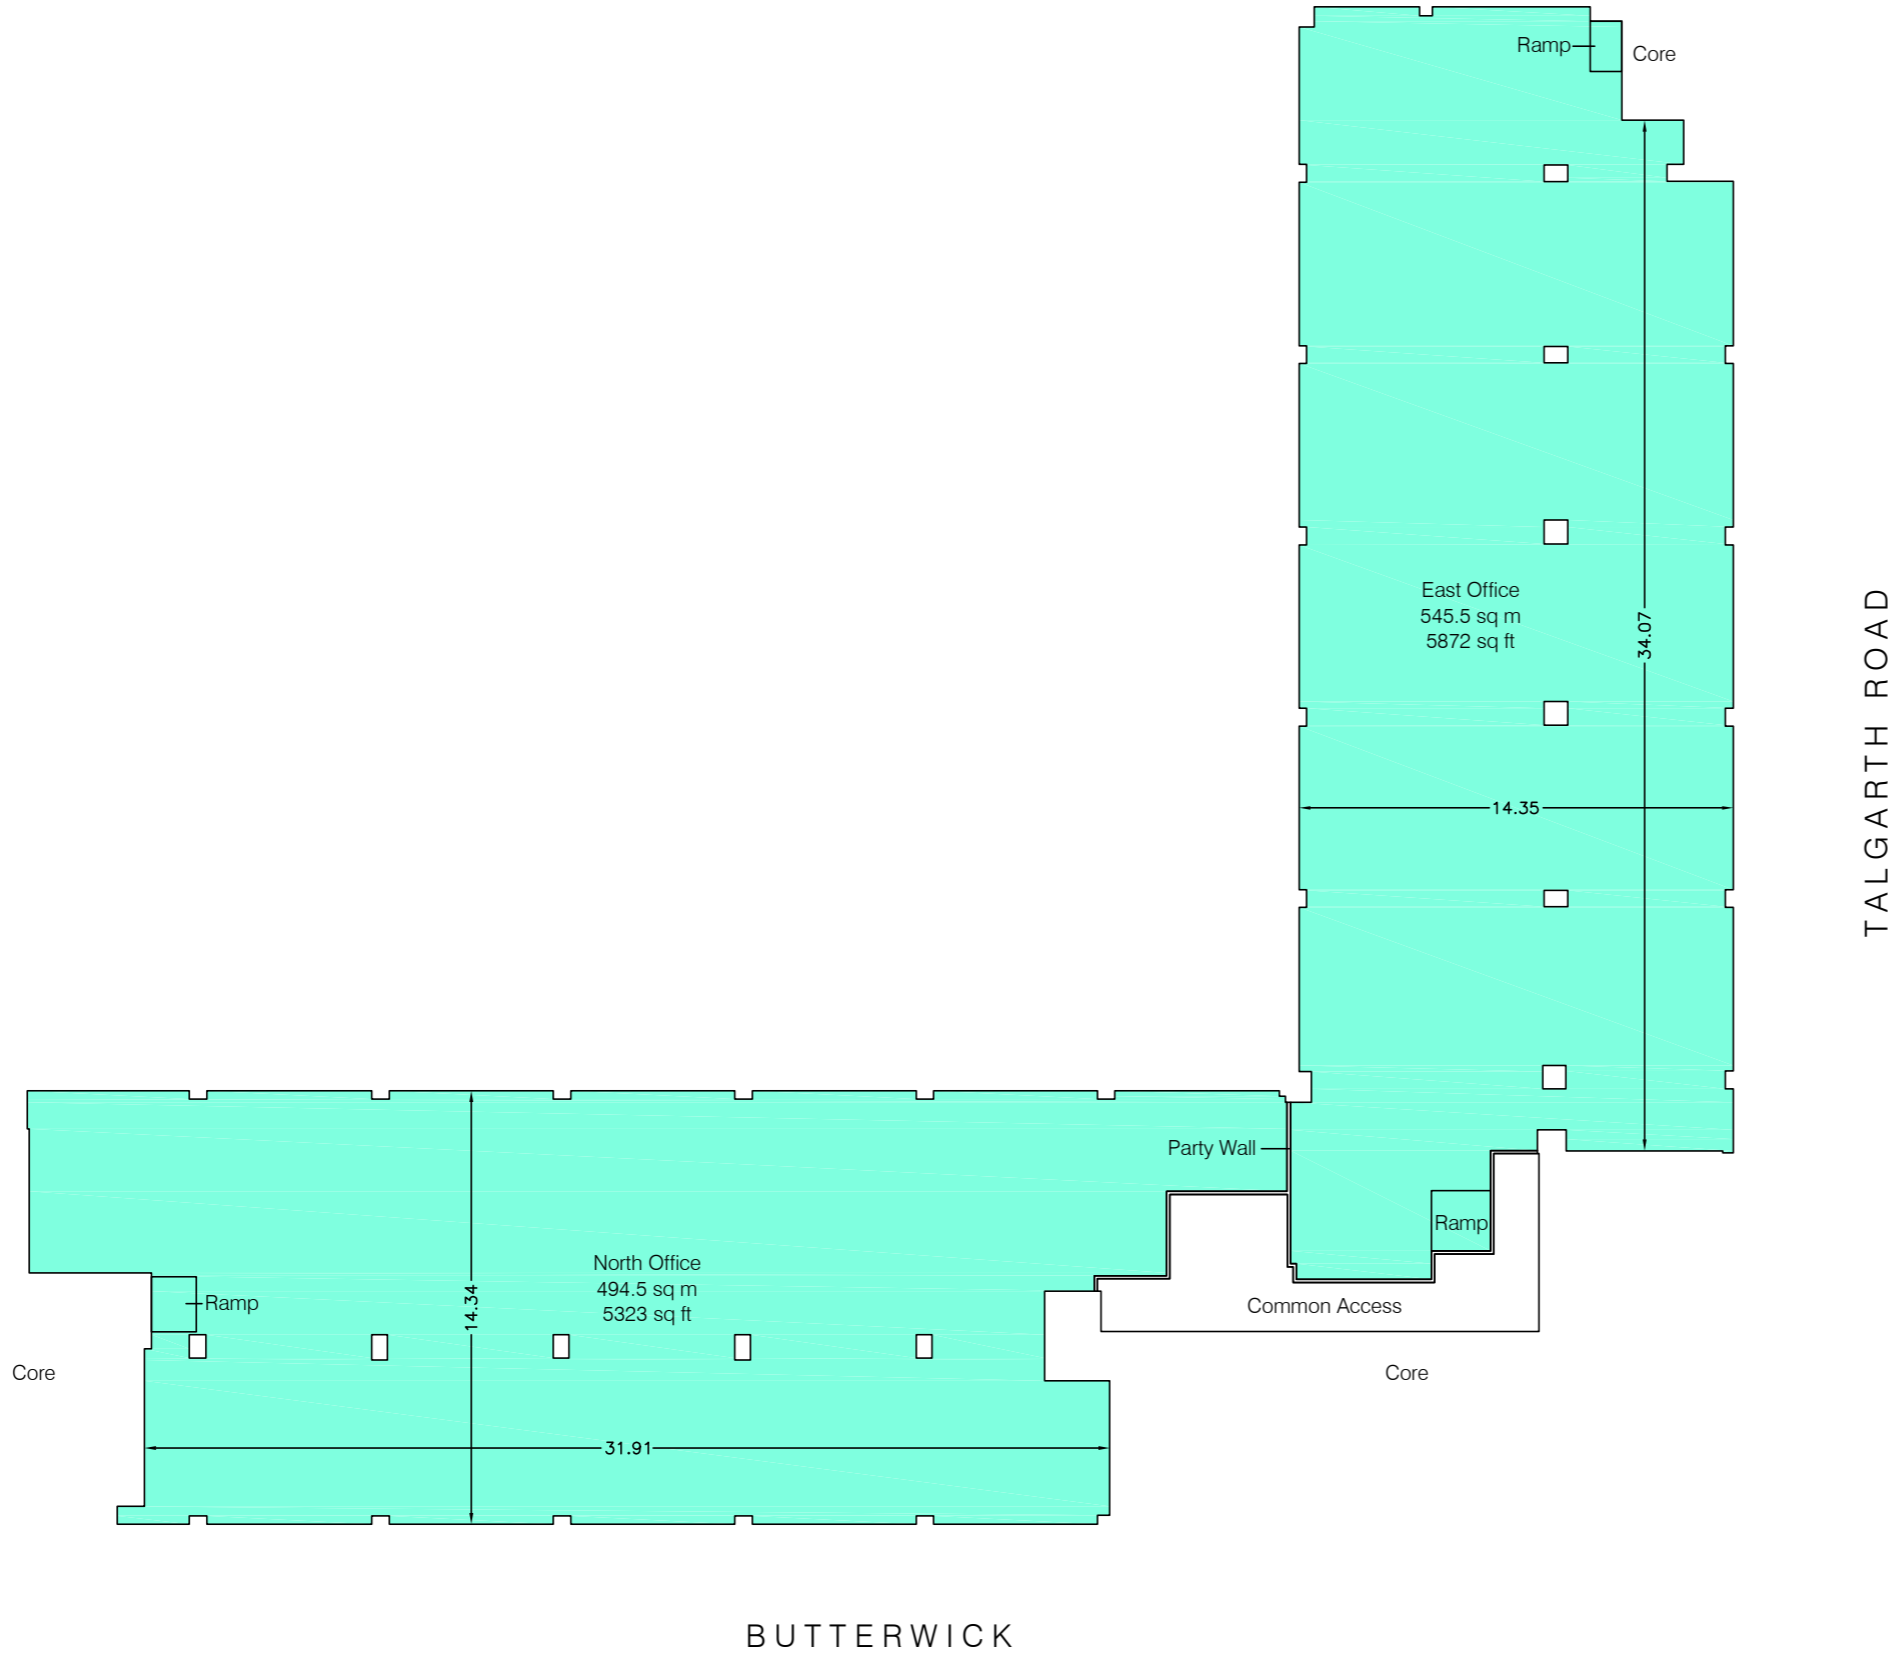 Ramp
Core
East Office
545.5 sq m
5872 sq ft
34.07
14.35
TALGARTH ROAD
Party Wall
Ramp
North Office
494.5 sq m
5323 sq ft
14.34
Ramp
Common Access
Core
Core
31.91
BUTTERWICK